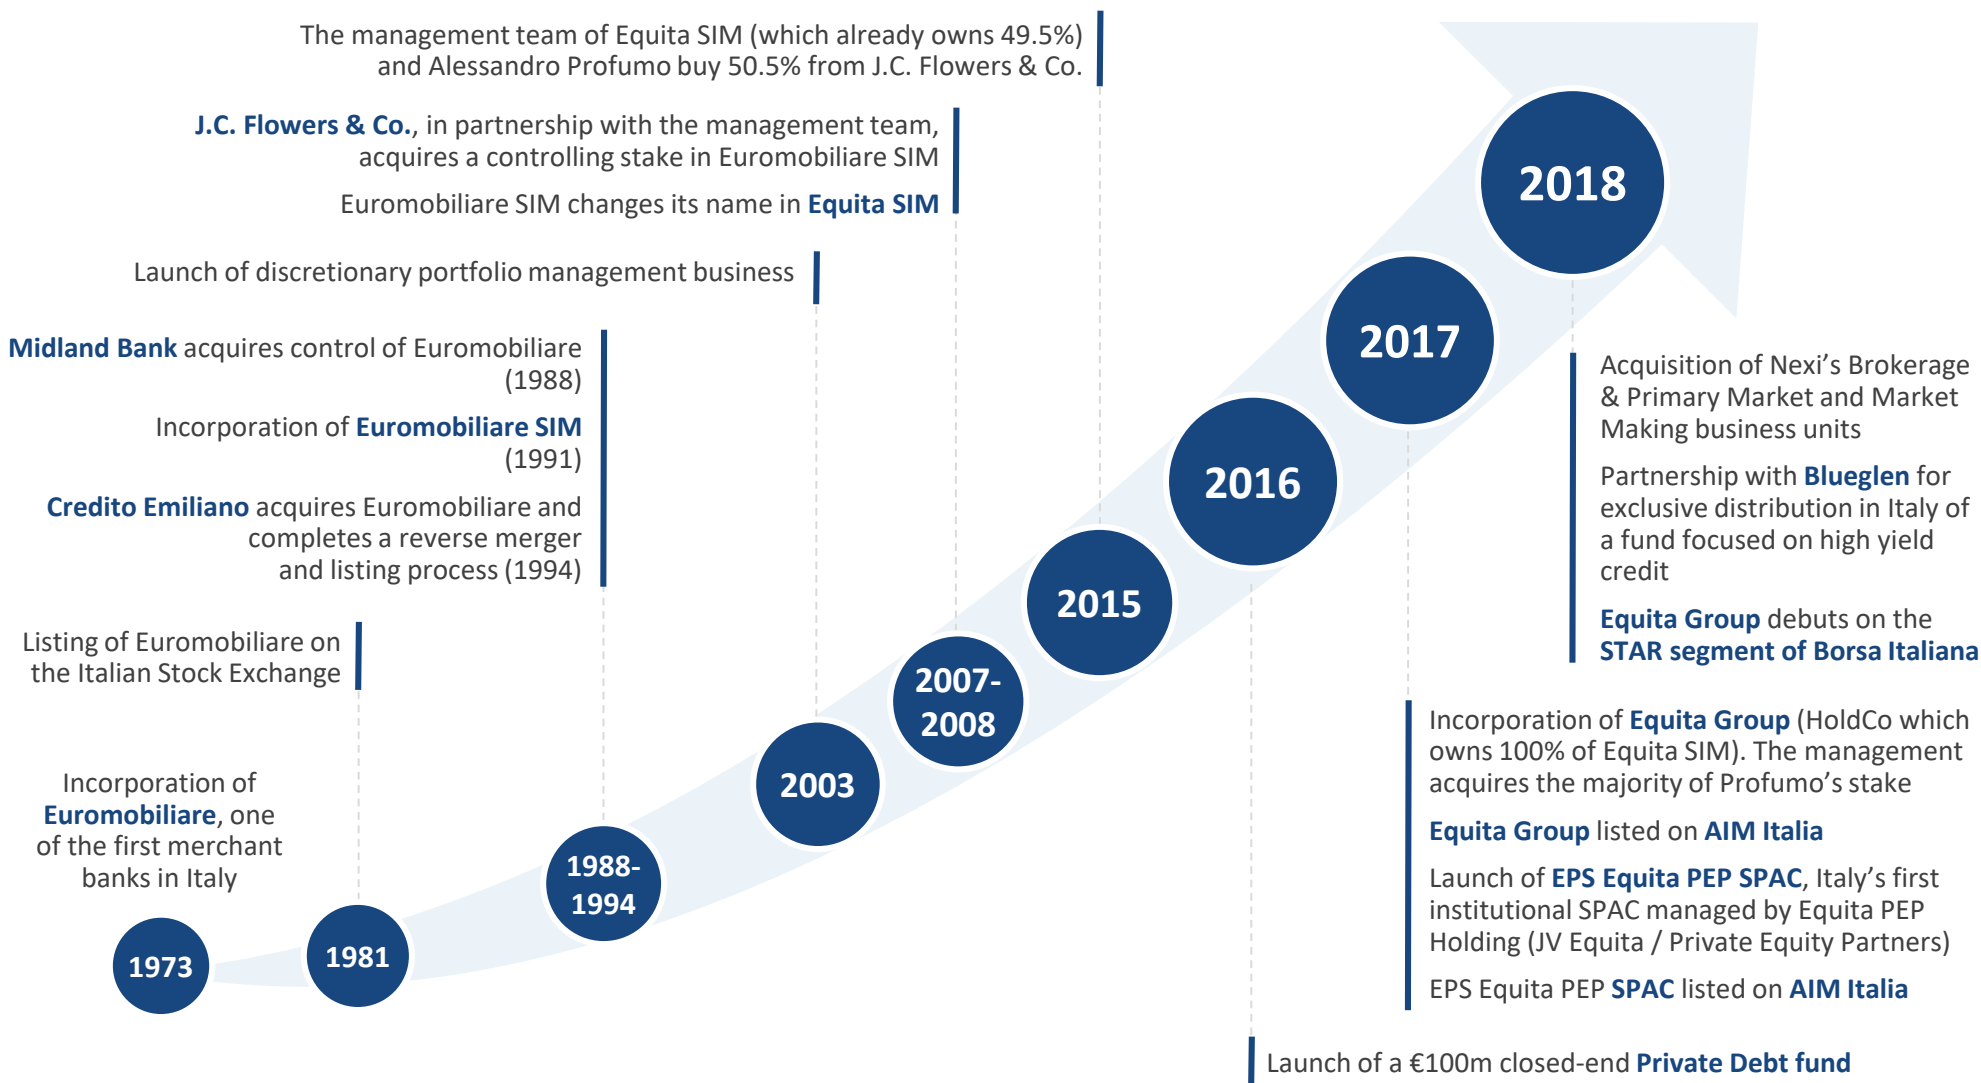 The management team of Equita SIM (which already owns 49.5%)
and Alessandro Profumo buy 50.5% from J.C. Flowers & Co.
J.C. Flowers & Co., in partnership with the management team,
acquires a controlling stake in Euromobiliare SIM
Euromobiliare SIM changes its name in Equita SIM
Launch of discretionary portfolio management business
Midland Bank acquires control of Euromobiliare
(1988)
Incorporation of Euromobiliare SIM
(1991)
Credito Emiliano acquires Euromobiliare and
completes a reverse merger
and listing process (1994)
Listing of Euromobiliare on
the Italian Stock Exchange
Incorporation of
Euromobiliare, one
of the first merchant
banks in Italy
1973
1981
1988-
1994
2003
2007-
2008
2015
2016
2017
2018
Acquisition of Nexi’s Brokerage
& Primary Market and Market
Making business units
Partnership with Blueglen for
exclusive distribution in Italy of
a fund focused on high yield
credit
Equita Group debuts on the
STAR segment of Borsa Italiana
Incorporation of Equita Group (HoldCo which
owns 100% of Equita SIM). The management
acquires the majority of Profumo’s stake
Equita Group listed on AIM Italia
Launch of EPS Equita PEP SPAC, Italy’s first
institutional SPAC managed by Equita PEP
Holding (JV Equita / Private Equity Partners)
EPS Equita PEP SPAC listed on AIM Italia
Launch of a €100m closed-end Private Debt fund